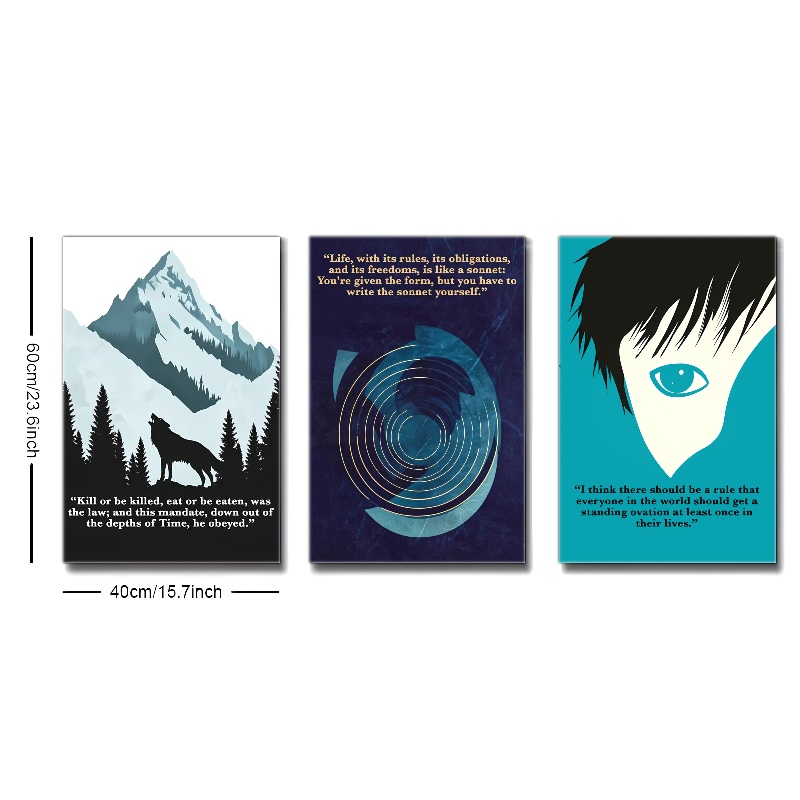 60cm/23.6inch
“Kill or be killed, eat or be eaten, was
the law; and this mandate, down out of
the depths of Time, he obeyed.”
40cm/15.7inch
“Life, with its rules, its obligations,
and its freedoms, is like a sonnet:
You're given the form, but you have to
write the sonnet yourself.”
“I think there should be a rule that
everyone in the world should get a
standing ovation at least once in
their lives.”